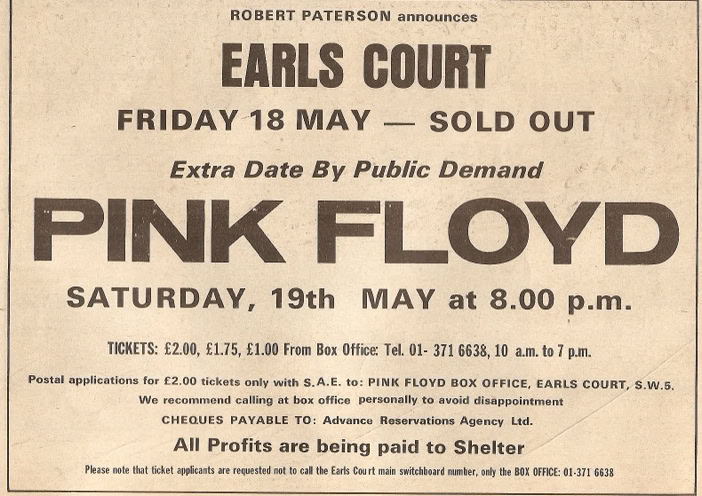 ROBERT PATERSON announces
EARLS COURT
FRIDAY 18 MAY — SOLD OUT
Extra Date By Public Demand
PINK FLOYD
SATURDAY, 19th MAY at 8.00 p.m.
TICKETS: £2.00, £1.75, £1.00 From Box Office: Tel. 01- 371 6638, 10 a.m. to 7 p.m.
Postal applications for £2.00 tickets only with S.A.E. to: PINK FLOYD BOX OFFICE, EARLS COURT, S.W.5.
We recommend calling at box office personally to avoid disappointment
CHEQUES PAYABLE TO: Advance Reservations Agency Ltd.
All Profits are being paid to Shelter
Please note that ticket applicants are requested not to call the Earls Court main switchboard number, only the BOX OFFICE: 01-371 6638